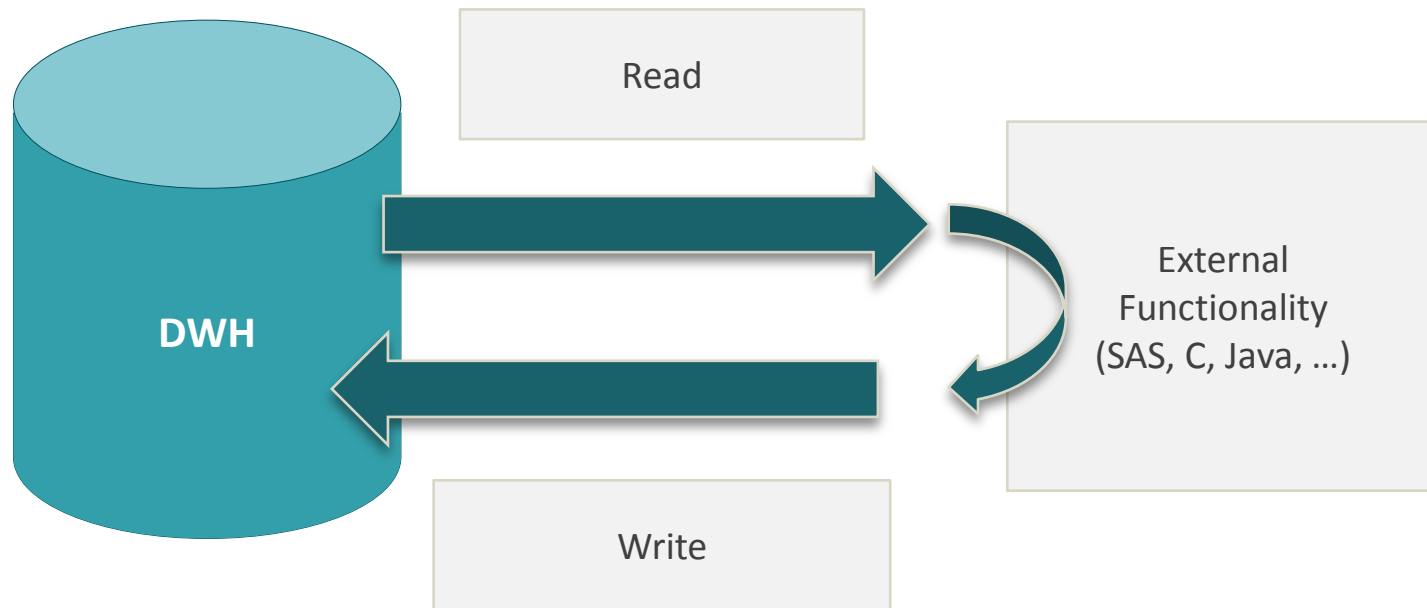 Read
DWH
External
Functionality
(SAS, C, Java, …)
Write